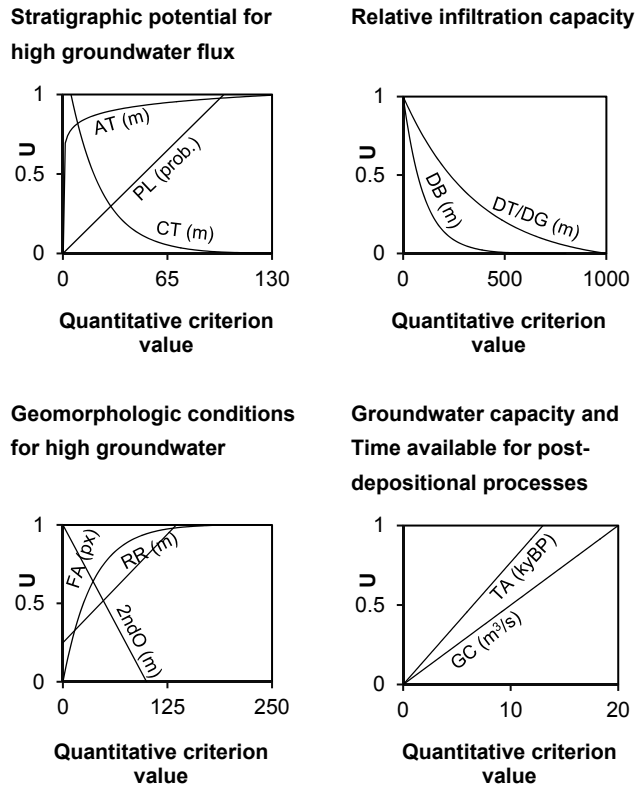 Stratigraphic potential for
high groundwater flux
1
U
0.5
0
AT (m)
PL (prob.)
CT (m)
0
65
130
Quantitative criterion
value
Relative infiltration capacity
1
U
0.5
0
DB (m)
DT/DG (m)
0
500
1000
Quantitative criterion
value
Geomorphologic conditions
for high groundwater
1
U
0.5
0
FA (px)
RR (m)
2ndO (m)
0
125
250
Quantitative criterion
value
Groundwater capacity and
Time available for post-
depositional processes
1
U
0.5
0
TA (kyBP)
GC (m³/s)
0
10
20
Quantitative criterion
value